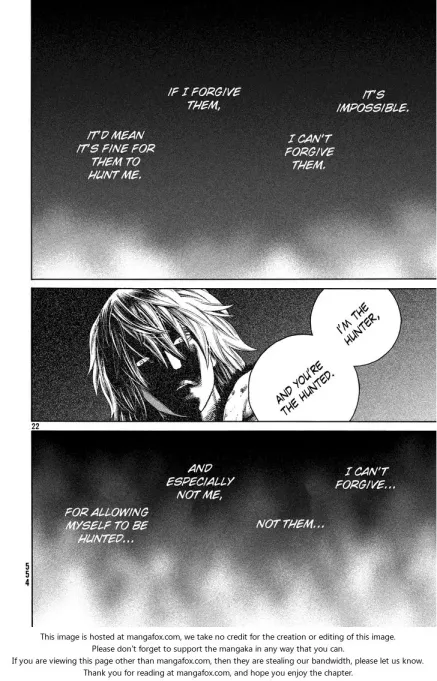 IT'S
IMPOSSIBLE.
I CAN'T
FORGIVE
THEM.
IF I FORGIVE
THEM,
IT'D MEAN
IT'S FINE FOR
THEM TO
HUNT ME.
I'M THE
HUNTER,
AND YOU'RE
THE HUNTED.
22
I CAN'T
FORGIVE...
NOT THEM...
AND
ESPECIALLY
NOT ME,
FOR ALLOWING
MYSELF TO BE
HUNTED...
554
This image is hosted at mangafox.com, we take no credit for the creation or editing of this image.
Please don't forget to support the mangaka in any way that you can.
If you are viewing this page other than mangafox.com, then they are stealing our bandwidth, please let us know.
Thank you for reading at mangafox.com, and hope you enjoy the chapter.